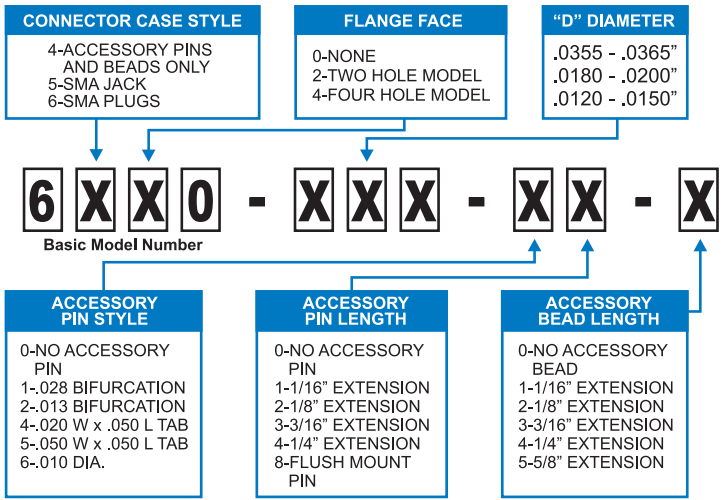 CONNECTOR CASE STYLE
4-ACCESSORY PINS
AND BEADS ONLY
5-SMA JACK
6-SMA PLUGS
FLANGE FACE
0-NONE
2-TWO HOLE MODEL
4-FOUR HOLE MODEL
“D” DIAMETER
.0355 - .0365”
.0180 - .0200”
.0120 - .0150”
6XX0 - XXX - XX - X
Basic Model Number
ACCESSORY
PIN STYLE
0-NO ACCESSORY
PIN
1-.028 BIFURCATION
2-.013 BIFURCATION
4-.020 W x .050 L TAB
5-.050 W x .050 L TAB
6-.010 DIA.
ACCESSORY
PIN LENGTH
0-NO ACCESSORY
PIN
1-1/16” EXTENSION
2-1/8” EXTENSION
3-3/16” EXTENSION
4-1/4” EXTENSION
8-FLUSH MOUNT
PIN
ACCESSORY
BEAD LENGTH
0-NO ACCESSORY
BEAD
1-1/16” EXTENSION
2-1/8” EXTENSION
3-3/16” EXTENSION
4-1/4” EXTENSION
5-5/8” EXTENSION